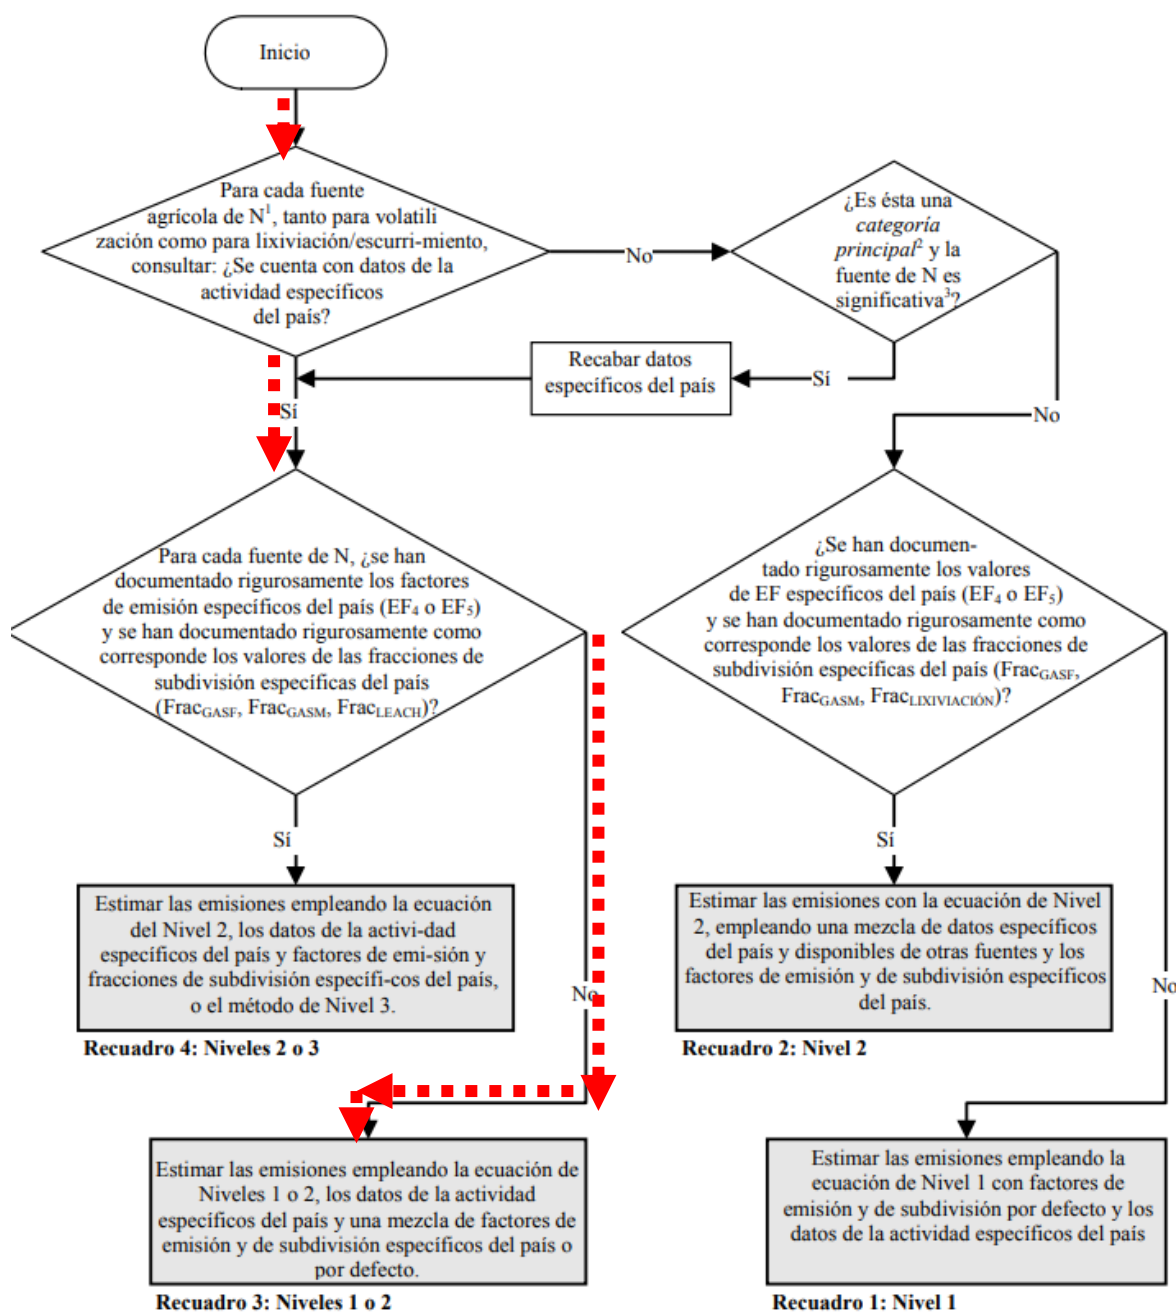 Inicio
Para cada fuente
agrícola de N¹, tanto para volatili
zación como para lixiviación/escurri-miento,
consultar: ¿Se cuenta con datos de la
actividad específicos
del país?
No
¿Es ésta una
categoría
principal² y la
fuente de N es
significativa³?
Recabar datos
específicos del país
Sí
Sí
No
Para cada fuente de N, ¿se han
documentado rigurosamente los factores
de emisión específicos del país (EF₄ o EF₅)
y se han documentado rigurosamente como
corresponde los valores de las fracciones de
subdivisión específicas del país
(Frac_GASF, Frac_GASM, Frac_LEACH)?
¿Se han documen-
tado rigurosamente los valores
de EF específicos del país (EF₄ o EF₅)
y se han documentado rigurosamente como
corresponde los valores de las fracciones de
subdivisión específicas del país (Frac_GASF,
Frac_GASM, Frac_LIXIVIACIÓN)?
Sí
Sí
Estimar las emisiones empleando la ecuación
del Nivel 2, los datos de la activi-dad
específicos del país y factores de emi-sión y
fracciones de subdivisión específi-cos del país,
o el método de Nivel 3.
No
Estimar las emisiones con la ecuación de Nivel
2, empleando una mezcla de datos específicos
del país y disponibles de otras fuentes y los
factores de emisión y de subdivisión específicos
del país.
No
Recuadro 4: Niveles 2 o 3
Recuadro 2: Nivel 2
Estimar las emisiones empleando la ecuación de
Niveles 1 o 2, los datos de la actividad
específicos del país y una mezcla de factores de
emisión y de subdivisión específicos del país o
por defecto.
Estimar las emisiones empleando la
ecuación de Nivel 1 con factores de
emisión y de subdivisión por defecto y los
datos de la actividad específicos del país
Recuadro 3: Niveles 1 o 2
Recuadro 1: Nivel 1